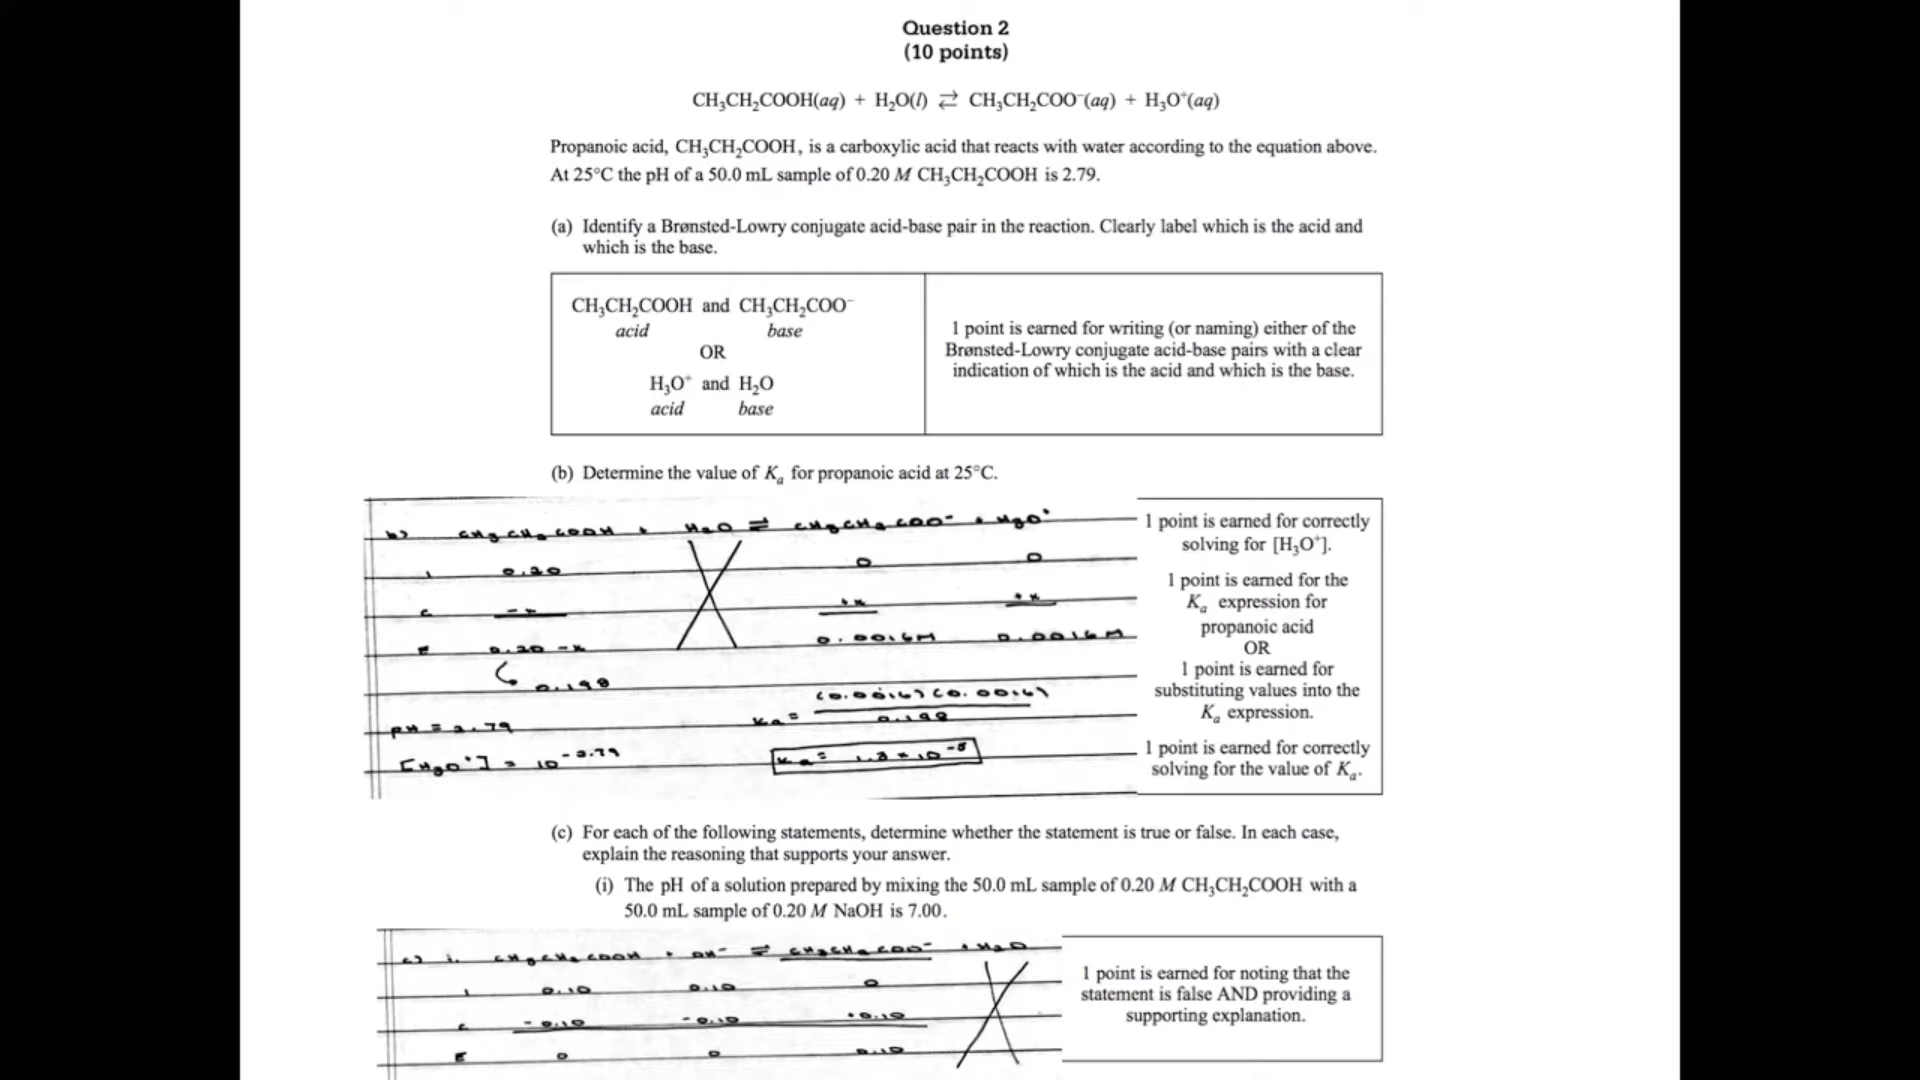 Question 2
(10 points)
CH₃CH₂COOH(aq) + H₂O(l) ⇄ CH₃CH₂COO⁻(aq) + H₃O⁺(aq)
Propanoic acid, CH₃CH₂COOH, is a carboxylic acid that reacts with water according to the equation above.
At 25°C the pH of a 50.0 mL sample of 0.20 M CH₃CH₂COOH is 2.79.
(a) Identify a Brønsted-Lowry conjugate acid-base pair in the reaction. Clearly label which is the acid and
which is the base.
CH₃CH₂COOH and CH₃CH₂COO⁻
acid base
OR
H₃O⁺ and H₂O
acid base
1 point is earned for writing (or naming) either of the
Brønsted-Lowry conjugate acid-base pairs with a clear
indication of which is the acid and which is the base.
(b) Determine the value of Kₐ for propanoic acid at 25°C.
b) CH₃CH₂COOH + H₂O ⇌ CH₃CH₂COO⁻ + H₃O⁺
I 0.20 0 0
C -x +x +x
E 0.20 -x 0.0016M 0.0016M
0.198
pH = 2.79
[H₃O⁺] = 10^-2.79
Ka = (0.0016)(0.0016)
0.198
Ka = 1.3 × 10⁻⁵
1 point is earned for correctly
solving for [H₃O⁺].
1 point is earned for the
Kₐ expression for
propanoic acid
OR
1 point is earned for
substituting values into the
Kₐ expression.
1 point is earned for correctly
solving for the value of Kₐ.
(c) For each of the following statements, determine whether the statement is true or false. In each case,
explain the reasoning that supports your answer.
(i) The pH of a solution prepared by mixing the 50.0 mL sample of 0.20 M CH₃CH₂COOH with a
50.0 mL sample of 0.20 M NaOH is 7.00.
c) i. CH₃CH₂COOH + OH⁻ ⇌ CH₃CH₂COO⁻ + H₂O
I 0.10 0.10 0
C -0.10 -0.10 +0.10
E 0 0 0.10
1 point is earned for noting that the
statement is false AND providing a
supporting explanation.